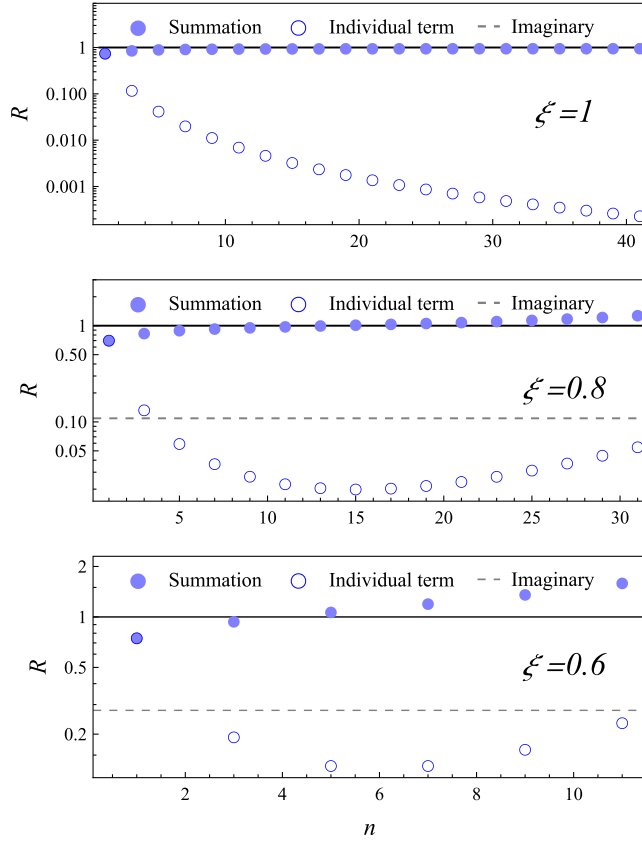 Summation Individual term Imaginary
1
0.100
0.010
0.001
R
ξ=1
10 20 30 40
Summation Individual term Imaginary
1
0.50
0.10
0.05
R
ξ=0.8
5 10 15 20 25 30
Summation Individual term Imaginary
2
1
0.5
0.2
R
ξ=0.6
2 4 6 8 10
n